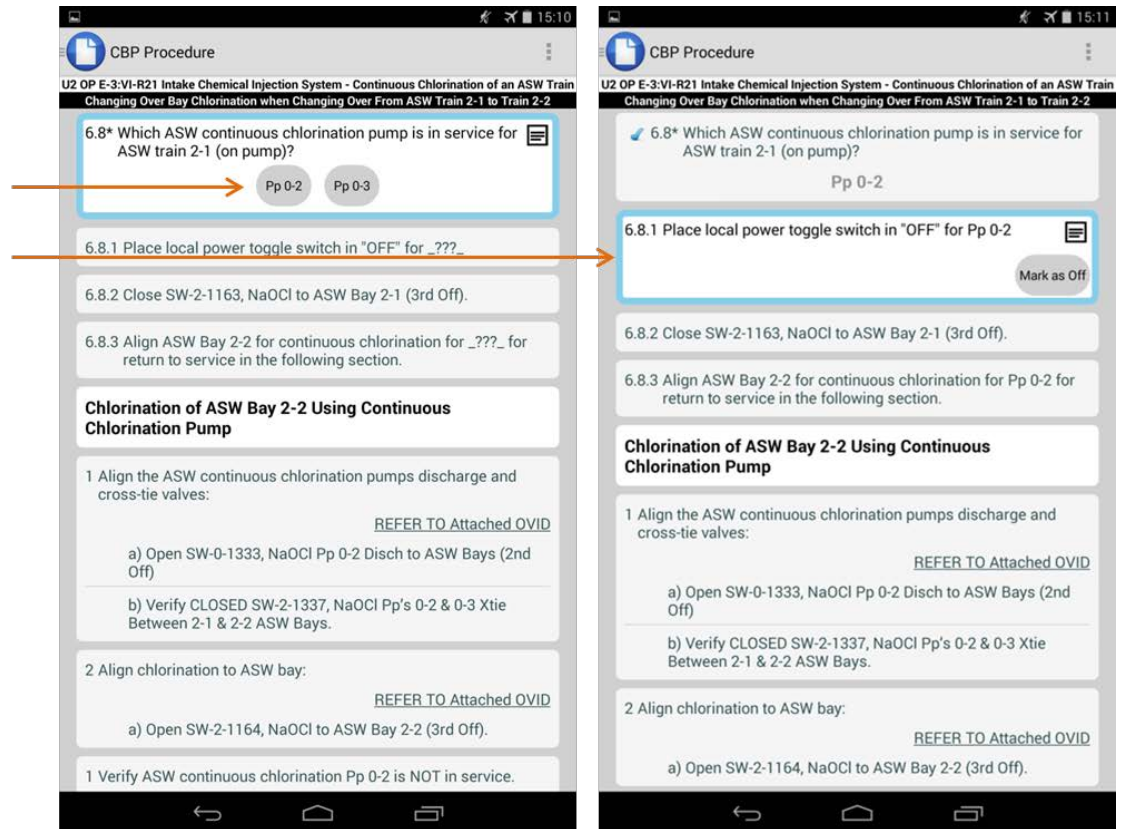 15:10
CBP Procedure
U2 OP E-3:VI-R21 Intake Chemical Injection System - Continuous Chlorination of an ASW Train
Changing Over Bay Chlorination when Changing Over From ASW Train 2-1 to Train 2-2
6.8* Which ASW continuous chlorination pump is in service for
ASW train 2-1 (on pump)?
Pp 0-2 Pp 0-3
6.8.1 Place local power toggle switch in "OFF" for _???_
6.8.2 Close SW-2-1163, NaOCl to ASW Bay 2-1 (3rd Off).
6.8.3 Align ASW Bay 2-2 for continuous chlorination for _???_ for
return to service in the following section.
Chlorination of ASW Bay 2-2 Using Continuous
Chlorination Pump
1 Align the ASW continuous chlorination pumps discharge and
cross-tie valves:
REFER TO Attached OVID
a) Open SW-0-1333, NaOCl Pp 0-2 Disch to ASW Bays (2nd
Off)
b) Verify CLOSED SW-2-1337, NaOCl Pp's 0-2 & 0-3 Xtie
Between 2-1 & 2-2 ASW Bays.
2 Align chlorination to ASW bay:
REFER TO Attached OVID
a) Open SW-2-1164, NaOCl to ASW Bay 2-2 (3rd Off).
1 Verify ASW continuous chlorination Pp 0-2 is NOT in service.
15:11
CBP Procedure
U2 OP E-3:VI-R21 Intake Chemical Injection System - Continuous Chlorination of an ASW Train
Changing Over Bay Chlorination when Changing Over From ASW Train 2-1 to Train 2-2
6.8* Which ASW continuous chlorination pump is in service for
ASW train 2-1 (on pump)?
Pp 0-2
6.8.1 Place local power toggle switch in "OFF" for Pp 0-2
Mark as Off
6.8.2 Close SW-2-1163, NaOCl to ASW Bay 2-1 (3rd Off).
6.8.3 Align ASW Bay 2-2 for continuous chlorination for Pp 0-2 for
return to service in the following section.
Chlorination of ASW Bay 2-2 Using Continuous
Chlorination Pump
1 Align the ASW continuous chlorination pumps discharge and
cross-tie valves:
REFER TO Attached OVID
a) Open SW-0-1333, NaOCl Pp 0-2 Disch to ASW Bays (2nd
Off)
b) Verify CLOSED SW-2-1337, NaOCl Pp's 0-2 & 0-3 Xtie
Between 2-1 & 2-2 ASW Bays.
2 Align chlorination to ASW bay:
REFER TO Attached OVID
a) Open SW-2-1164, NaOCl to ASW Bay 2-2 (3rd Off).